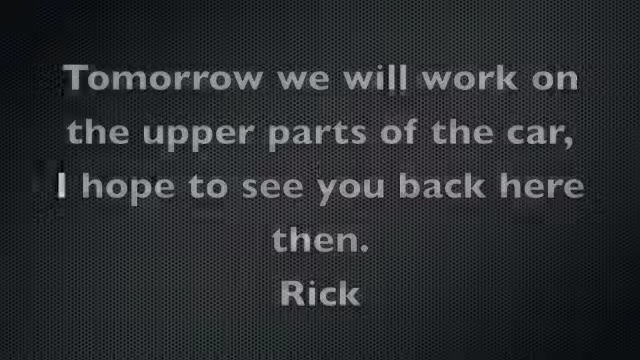 Tomorrow we will work on
the upper parts of the car,
I hope to see you back here
then.
Rick